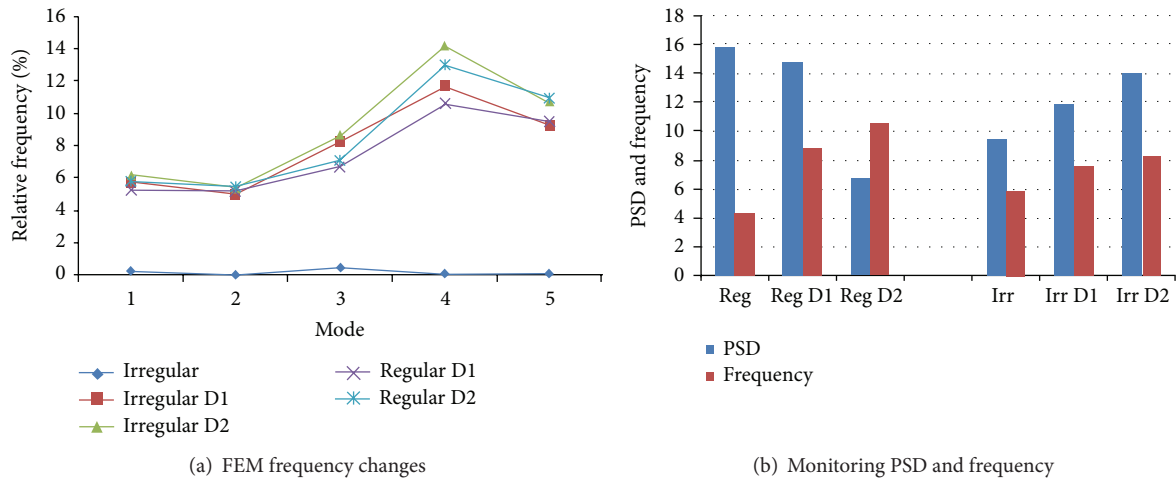 Relative frequency (%)
16
14
12
10
8
6
4
2
0
1 2 3 4 5
Mode
Irregular
Irregular D1
Irregular D2
Regular D1
Regular D2
(a) FEM frequency changes
PSD and frequency
18
16
14
12
10
8
6
4
2
0
Reg Reg D1 Reg D2 Irr Irr D1 Irr D2
PSD
Frequency
(b) Monitoring PSD and frequency